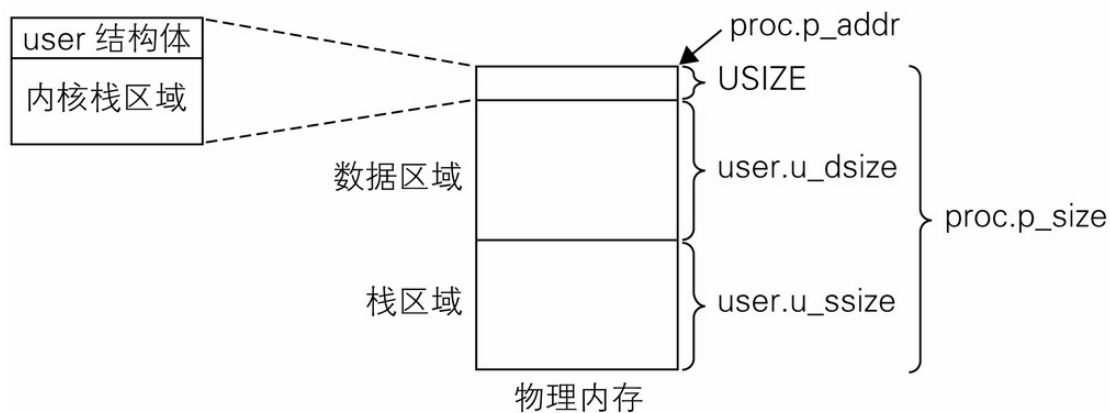 proc.p_addr
user 结构体
内核栈区域
USIZE
数据区域
user.u_dsize
proc.p_size
栈区域
user.u_ssize
物理内存